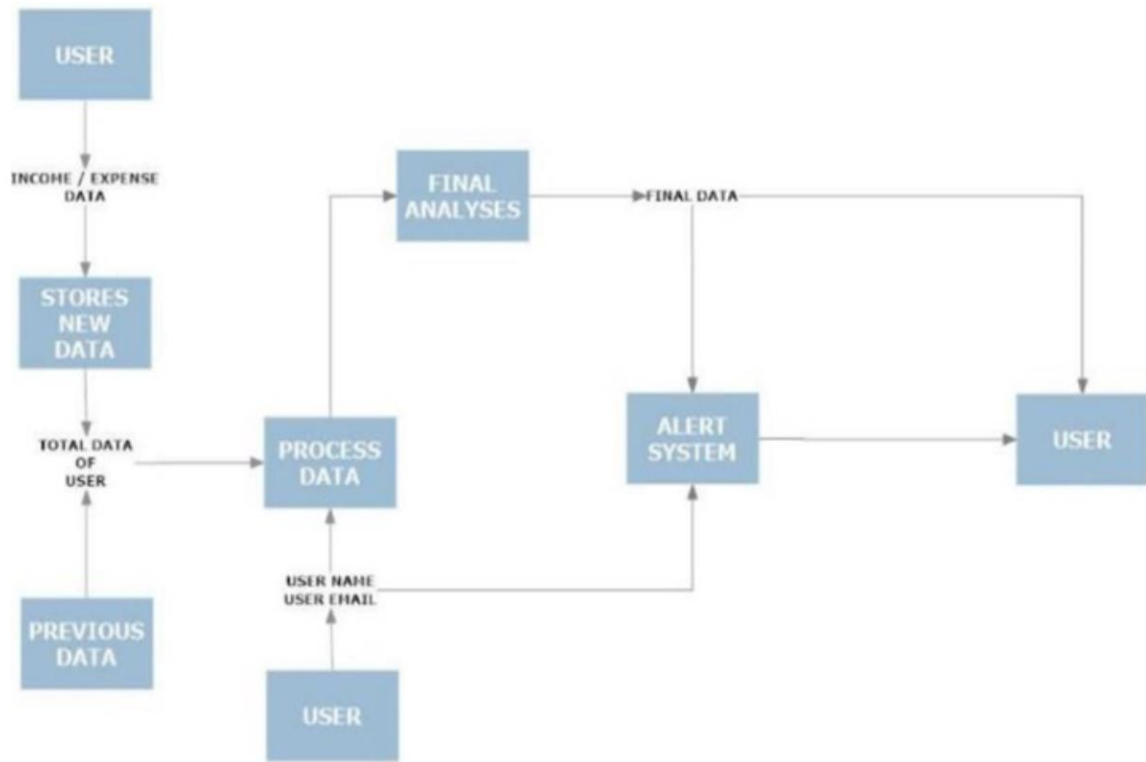 USER
INCOME / EXPENSE
DATA
STORES
NEW
DATA
TOTAL DATA
OF
USER
PREVIOUS
DATA
PROCESS
DATA
USER NAME
USER EMAIL
USER
FINAL
ANALYSES
FINAL DATA
ALERT
SYSTEM
USER